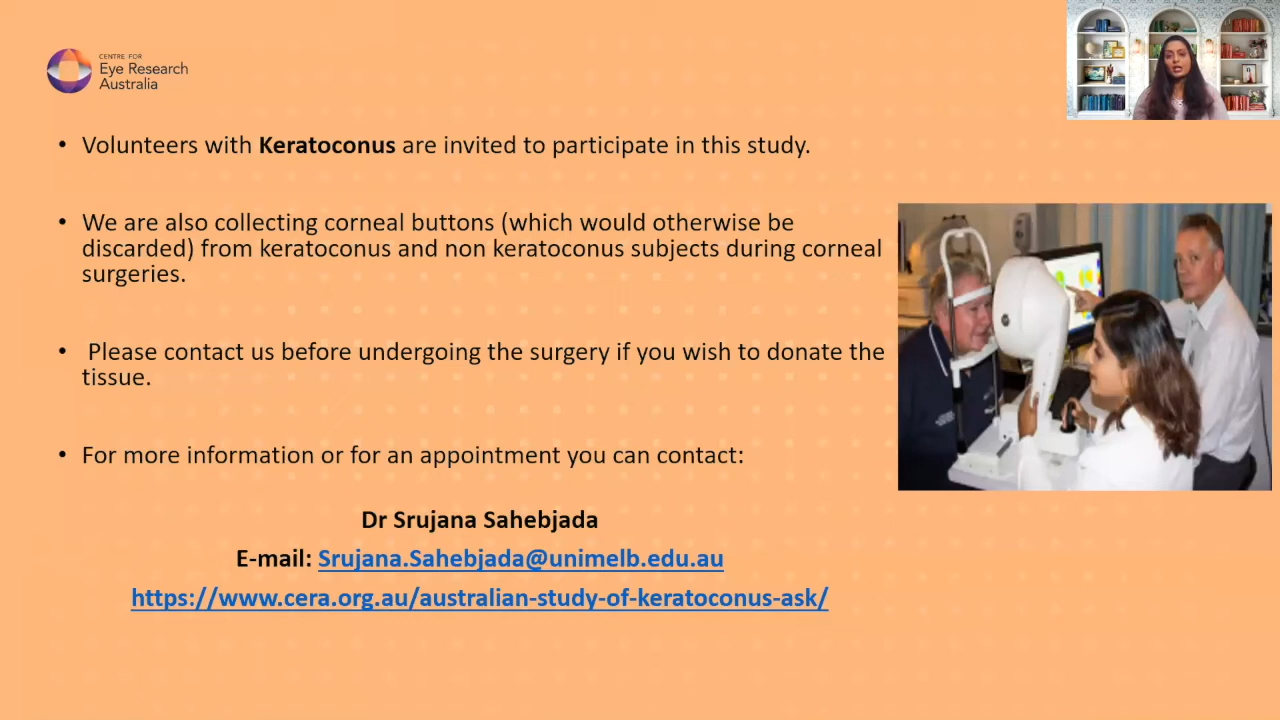 CENTRE FOR
Eye Research
Australia
• Volunteers with Keratoconus are invited to participate in this study.
• We are also collecting corneal buttons (which would otherwise be
discarded) from keratoconus and non keratoconus subjects during corneal
surgeries.
• Please contact us before undergoing the surgery if you wish to donate the
tissue.
• For more information or for an appointment you can contact:
Dr Srujana Sahebjada
E-mail: Srujana.Sahebjada@unimelb.edu.au
https://www.cera.org.au/australian-study-of-keratoconus-ask/